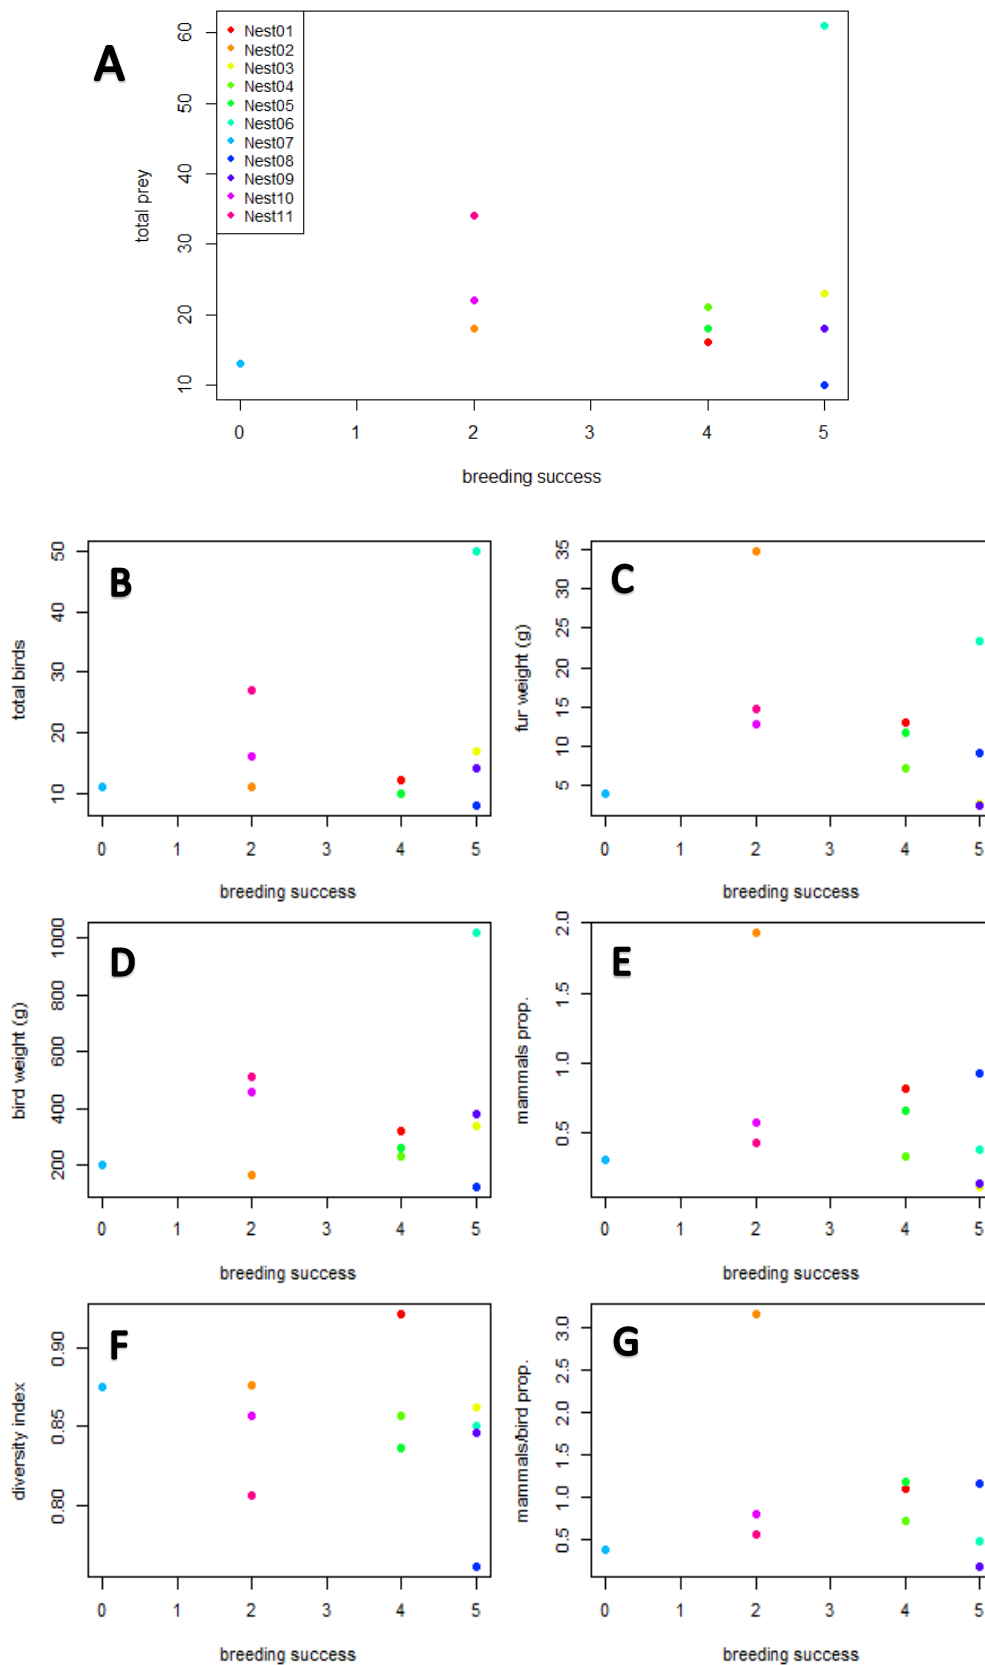 A
60
50
40
30
20
10
total prey
Nest01
Nest02
Nest03
Nest04
Nest05
Nest06
Nest07
Nest08
Nest09
Nest10
Nest11
0 1 2 3 4 5
breeding success
B
50
40
30
20
10
total birds
0 1 2 3 4 5
breeding success
C
35
30
25
20
15
10
5
fur weight (g)
0 1 2 3 4 5
breeding success
D
1000
800
600
400
200
bird weight (g)
0 1 2 3 4 5
breeding success
E
2.0
1.5
1.0
0.5
mammals prop.
0 1 2 3 4 5
breeding success
F
0.90
0.85
0.80
diversity index
0 1 2 3 4 5
breeding success
G
3.0
2.5
2.0
1.5
1.0
0.5
mammals/bird prop.
0 1 2 3 4 5
breeding success